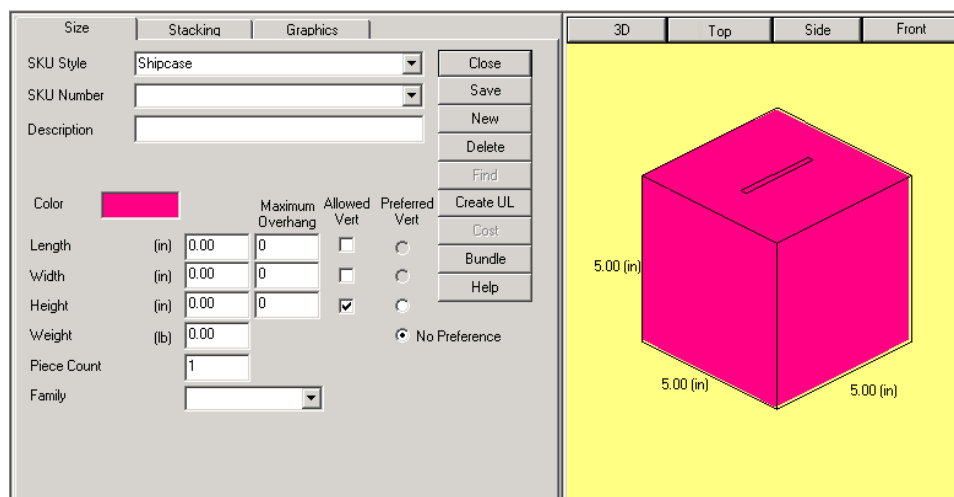 Size Stacking Graphics
3D Top Side Front
SKU Style Shipcase Close
SKU Number Save
New
Description
Delete
Find
Color Maximum Overhang Allowed Vert Preferred Vert Create UL
Cost
Length (in) 0.00 0
Bundle
Width (in) 0.00 0
Help
Height (in) 0.00 0
Weight (lb) 0.00 No Preference
Piece Count 1
Family
5.00 (in)
5.00 (in)
5.00 (in)